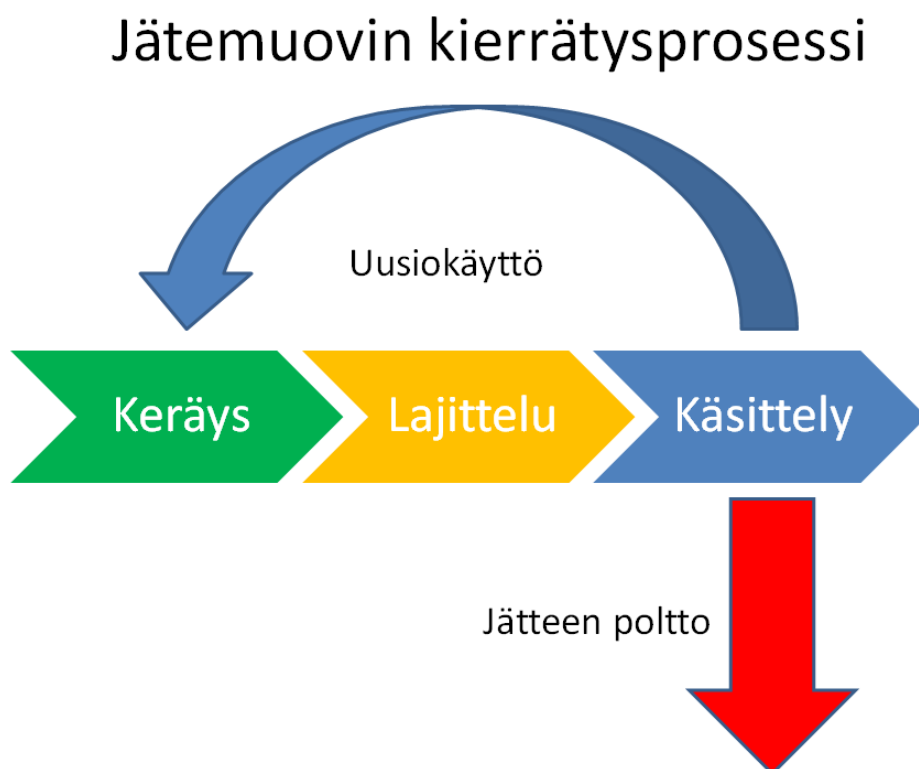 Jätemuovin kierrätysprosessi
Uusiokäyttö
Keräys
Lajittelu
Käsittely
Jätteen poltto